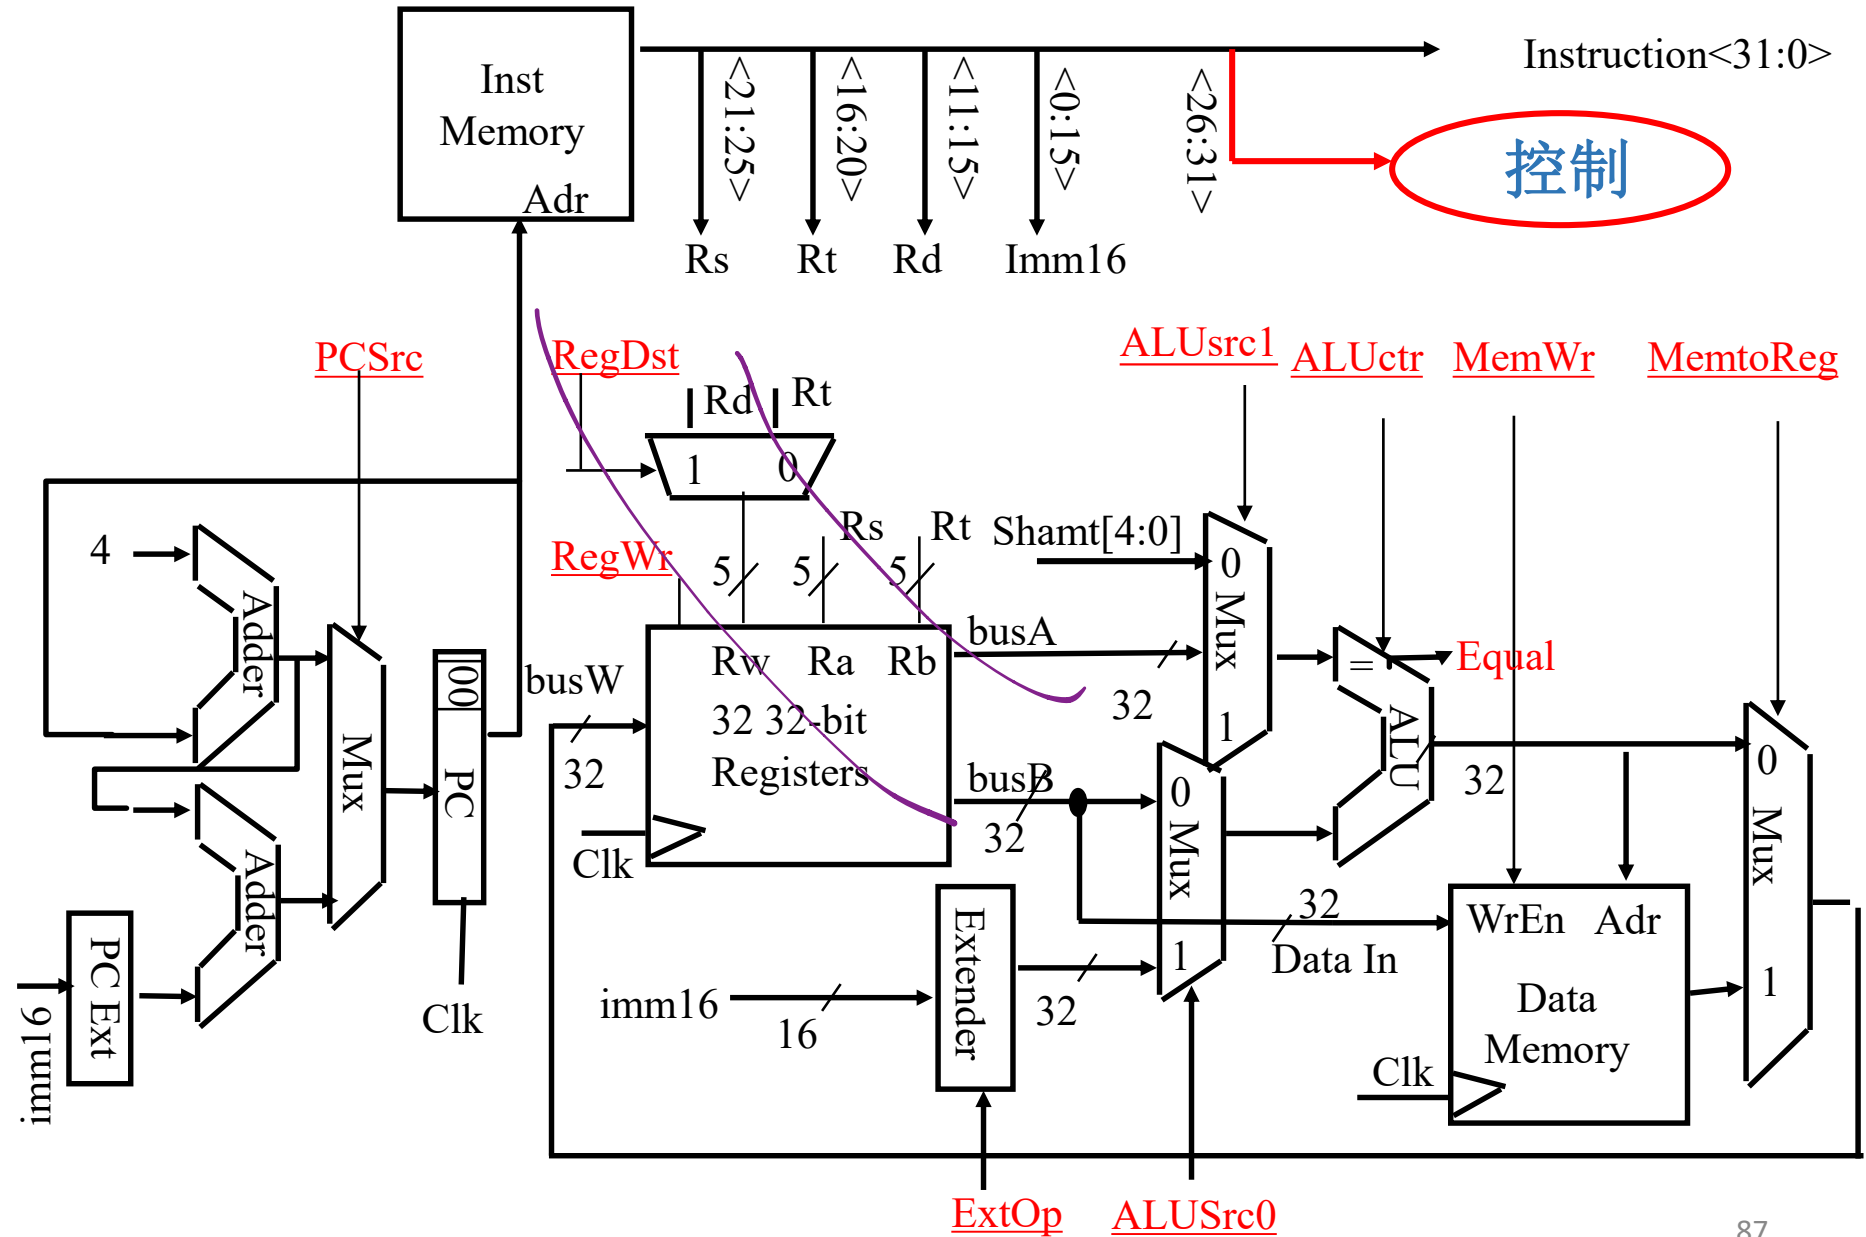 Inst
Memory
Adr
<21:25>
<16:20>
<11:15>
<0:15>
<26:31>
Instruction<31:0>
控制
Rs
Rt
Rd
Imm16
PCSrc
RegDst
ALUsrc1
ALUctr
MemWr
MemtoReg
Rd
Rt
1
0
RegWr
5
5
5
Rs
Rt
Shamt[4:0]
4
Adder
Mux
00
PC
busW
32
Rw
Ra
Rb
32 32-bit
Registers
Clk
busA
32
busB
32
0
Mux
1
0
Mux
1
=
Equal
ALU
32
0
Mux
1
Adder
PC Ext
imm16
Clk
imm16
16
Extender
32
32
Data In
WrEn
Adr
Data
Memory
Clk
ExtOp
ALUSrc0
87